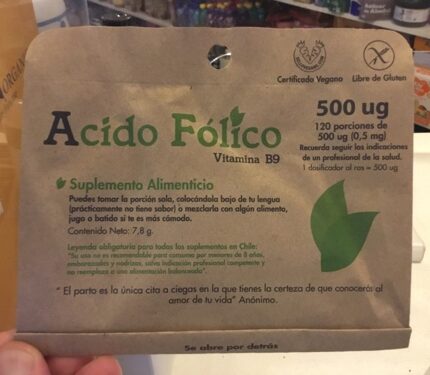 Certificado Vegano
Libre de Gluten
Acido Fólico
Vitamina B9
500 ug
120 porciones de
500 ug (0,5 mg)
Recuerda seguir las indicaciones
de un profesional de la salud.
1 dosificador al ras = 500 ug
Suplemento Alimenticio
Puedes tomar la porción sola, colocándola bajo de tu lengua
(prácticamente no tiene sabor) o mezclarla con algún alimento,
jugo o batido si te es más cómodo.
Contenido Neto: 7,8 g.
Leyenda obligatoria para todos los suplementos en Chile:
"Su uso no es recomendable para consumo por menores de 8 años,
embarazadas y nodrizas, salvo indicación profesional competente y
no reemplaza a una alimentación balanceada".
" El parto es la única cita a ciegas en la que tienes la certeza de que conocerás al
amor de tu vida" Anónimo.
Se abre por detrás